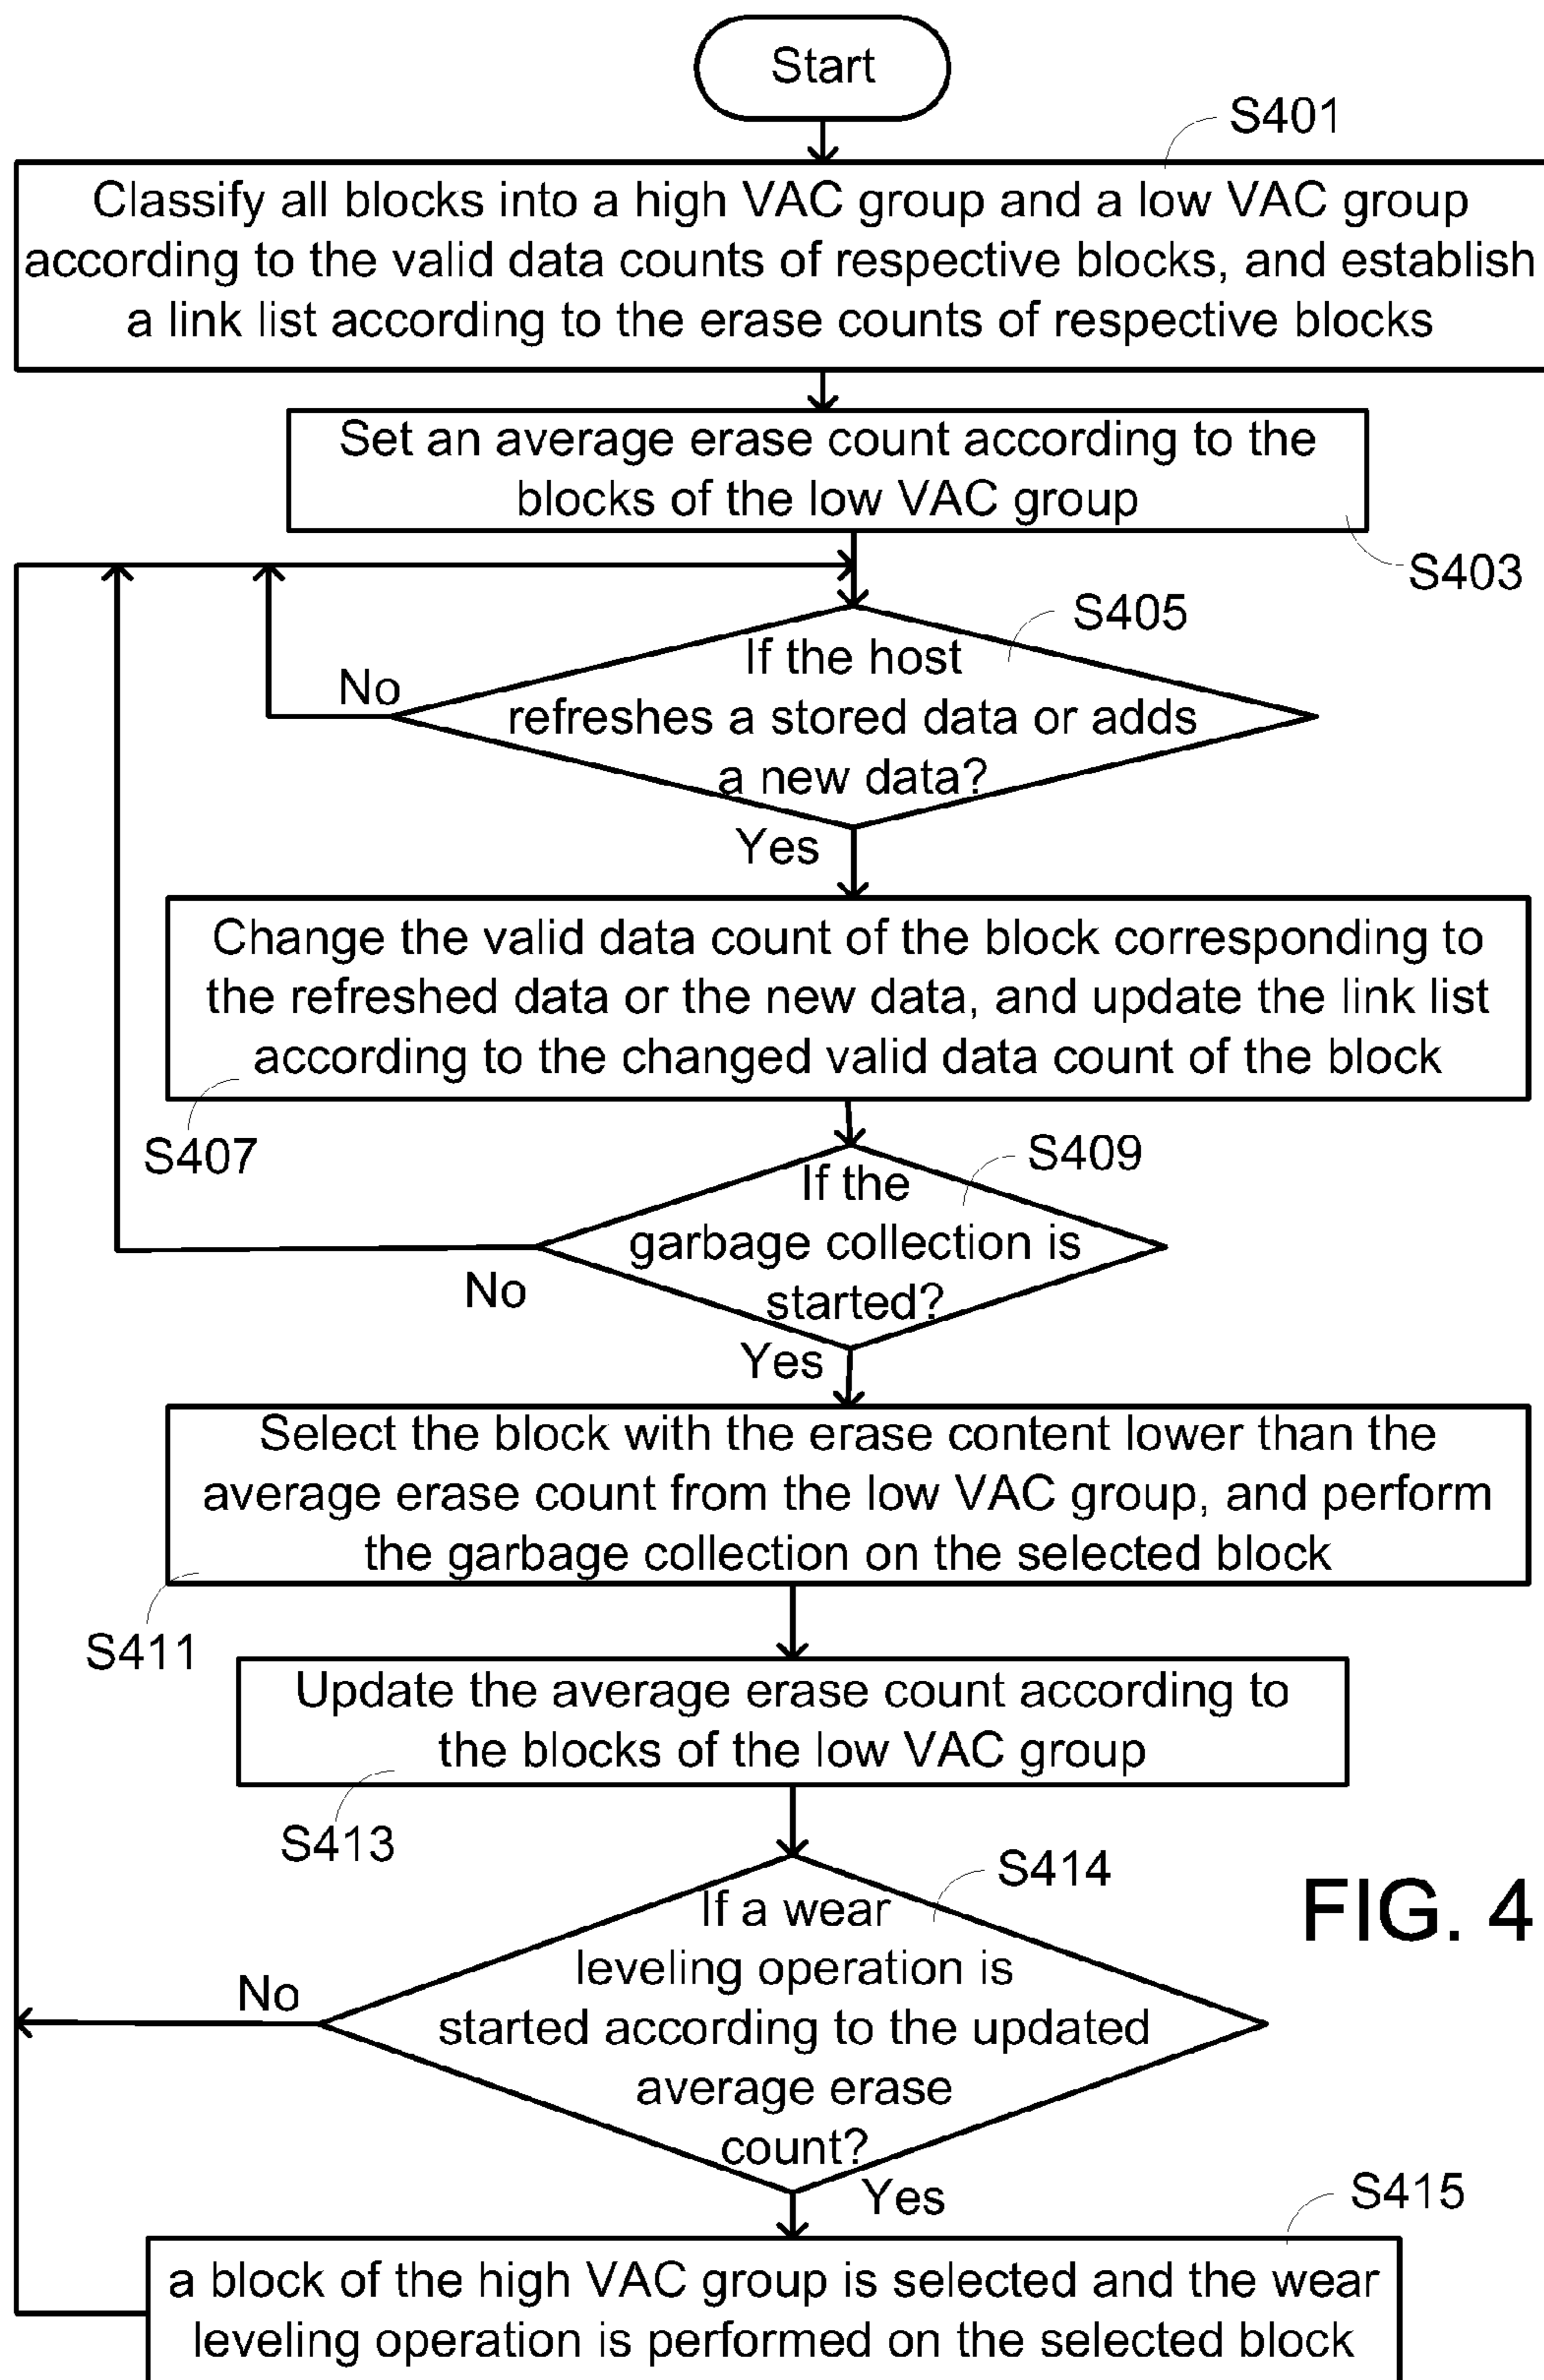 Start
S401
Classify all blocks into a high VAC group and a low VAC group
according to the valid data counts of respective blocks, and establish
a link list according to the erase counts of respective blocks
Set an average erase count according to the
blocks of the low VAC group
S403
S405
If the host
refreshes a stored data or adds
a new data?
No
Yes
Change the valid data count of the block corresponding to
the refreshed data or the new data, and update the link list
according to the changed valid data count of the block
S407
S409
If the
garbage collection is
started?
No
Yes
Select the block with the erase content lower than the
average erase count from the low VAC group, and perform
the garbage collection on the selected block
S411
Update the average erase count according to
the blocks of the low VAC group
S413
S414
If a wear
leveling operation is
started according to the updated
average erase
count?
No
FIG. 4
Yes
S415
a block of the high VAC group is selected and the wear
leveling operation is performed on the selected block